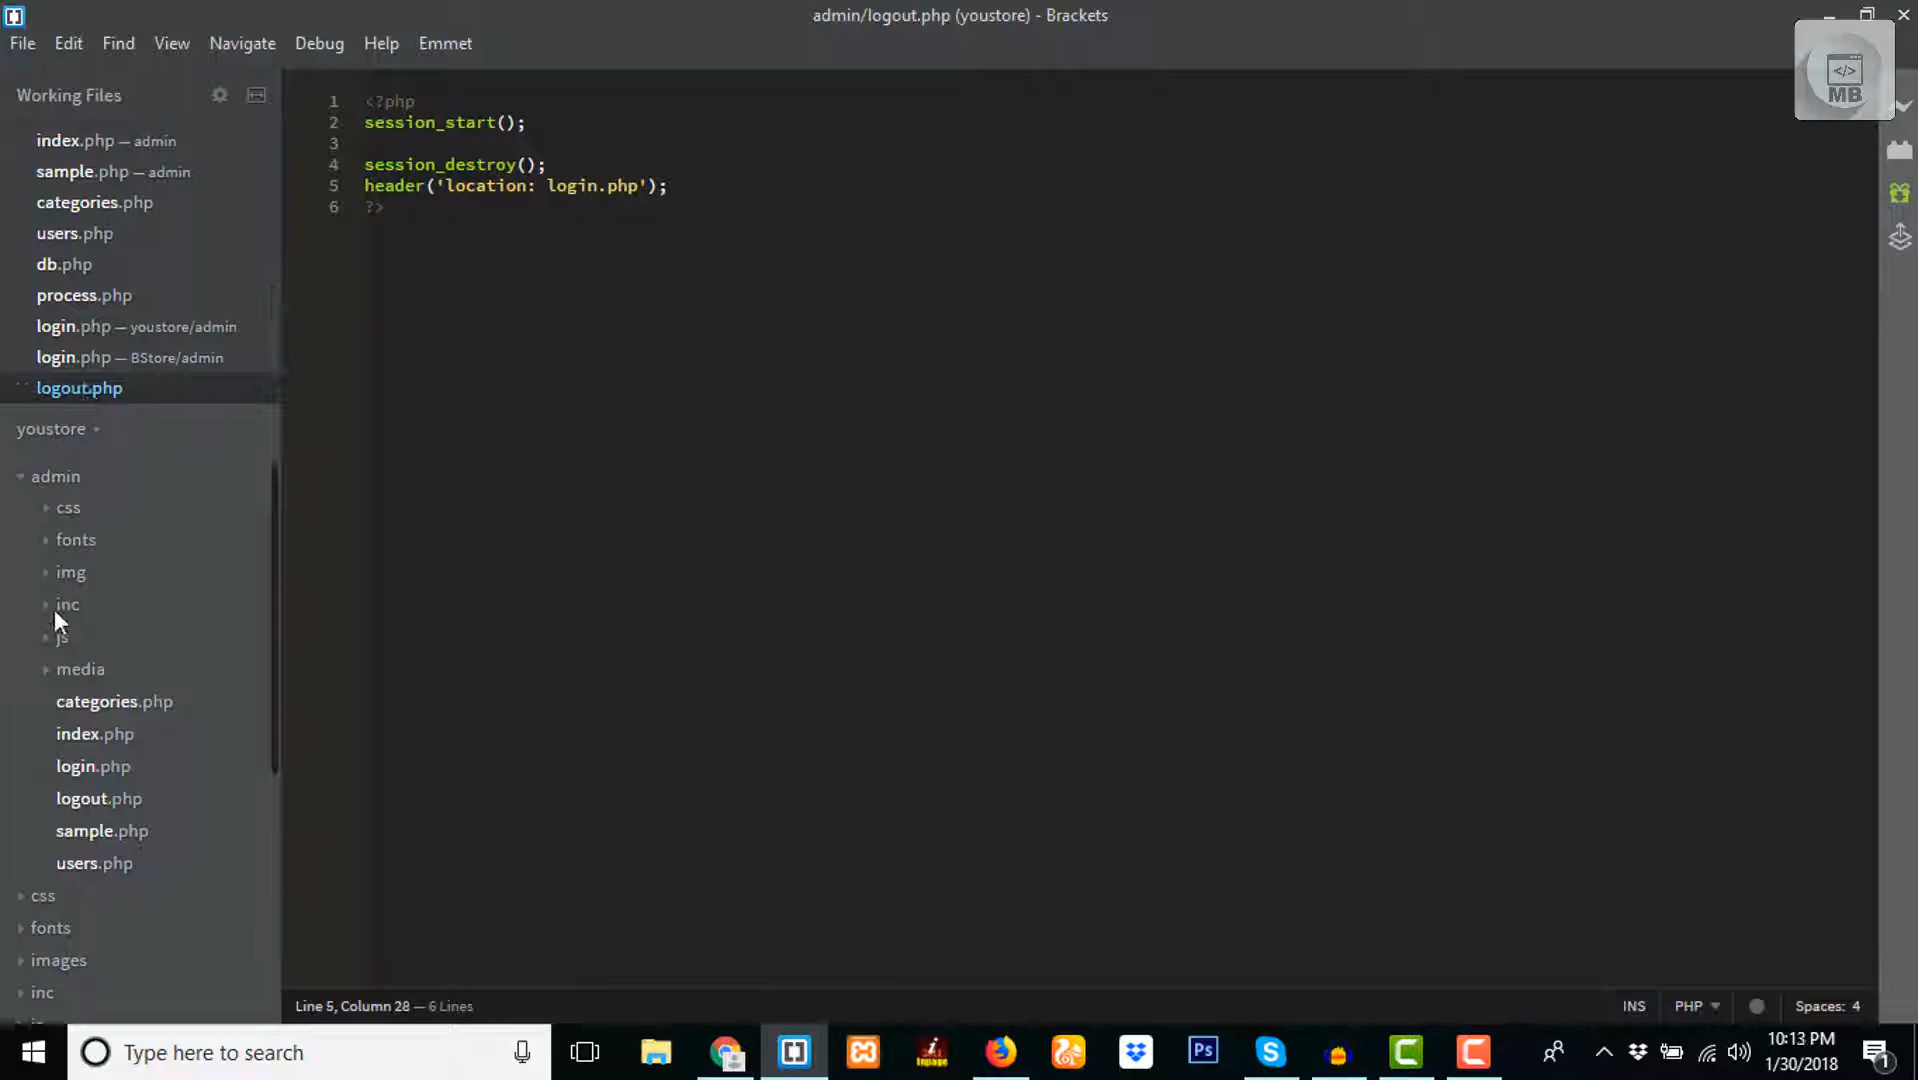 admin/logout.php (youstore) - Brackets
File Edit Find View Navigate Debug Help Emmet
</>
MB
Working Files
index.php — admin
sample.php — admin
categories.php
users.php
db.php
process.php
login.php — youstore/admin
login.php — BStore/admin
logout.php
youstore
admin
css
fonts
img
inc
js
media
categories.php
index.php
login.php
logout.php
sample.php
users.php
css
fonts
images
inc
1 <?php
2 session_start();
3
4 session_destroy();
5 header('location: login.php');
6 ?>
Line 5, Column 28 — 6 Lines
INS PHP Spaces: 4
Type here to search
inpage
Ps
10:13 PM
1/30/2018
1